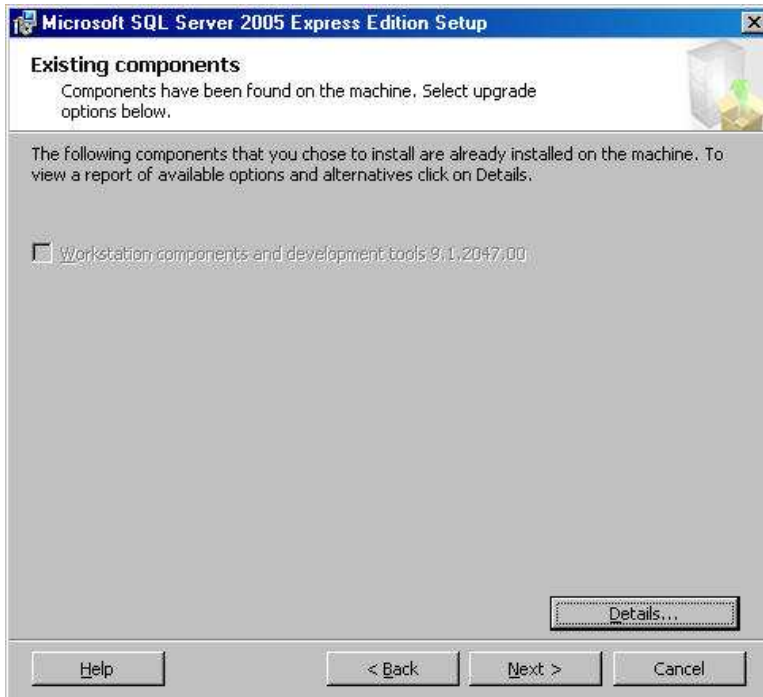 Microsoft SQL Server 2005 Express Edition Setup
Existing components
Components have been found on the machine. Select upgrade
options below.
The following components that you chose to install are already installed on the machine. To
view a report of available options and alternatives click on Details.
Workstation components and development tools 9.1.2047.00
Details...
Help
< Back
Next >
Cancel